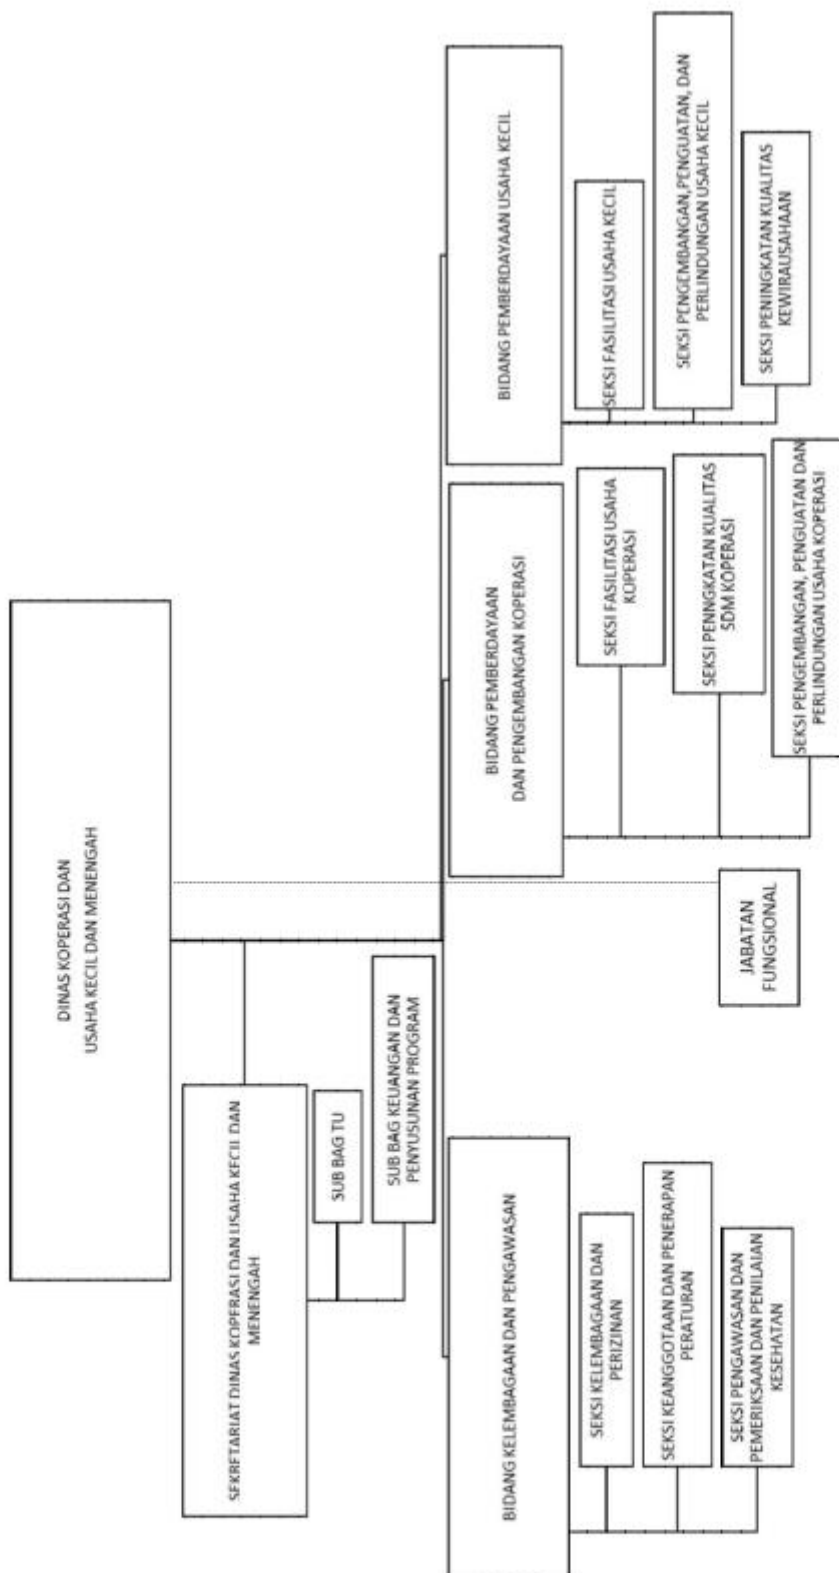 DINAS KOPERASI DAN
USAHA KECIL DAN MENENGAH
SEKRETARIAT DINAS KOPERASI DAN USAHA KECIL DAN
MENENGAH
SUB BAG TU
SUB BAG KEUANGAN DAN
PENYUSUNAN PROGRAM
BIDANG KELEMBAGAAN DAN PENGAWASAN
SEKSI KELEMBAGAAN DAN
PERIZINAN
SEKSI KEANGGOTAAN DAN PENERAPAN
PERATURAN
SEKSI PENGAWASAN DAN
PEMERIKSAAN DAN PENILAIAN
KESEHATAN
JABATAN
FUNGSIONAL
BIDANG PEMBERDAYAAN
DAN PENGEMBANGAN KOPERASI
SEKSI FASILITASI USAHA
KOPERASI
SEKSI PENNGKATAN KUALITAS
SDM KOPERASI
SEKSI PENGEMBANGAN, PENGUATAN DAN
PERLINDUNGAN USAHA KOPERASI
BIDANG PEMBERDAYAAN USAHA KECIL
SEKSI FASILITASI USAHA KECIL
SEKSI PENGEMBANGAN,PENGUATAN, DAN
PERLINDUNGAN USAHA KECIL
SEKSI PENINGKATAN KUALITAS
KEWIRAUSAHAAN